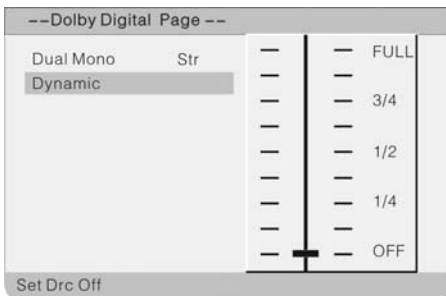 --Dolby Digital Page --
Dual Mono Str
Dynamic
FULL
3/4
1/2
1/4
OFF
Set Drc Off